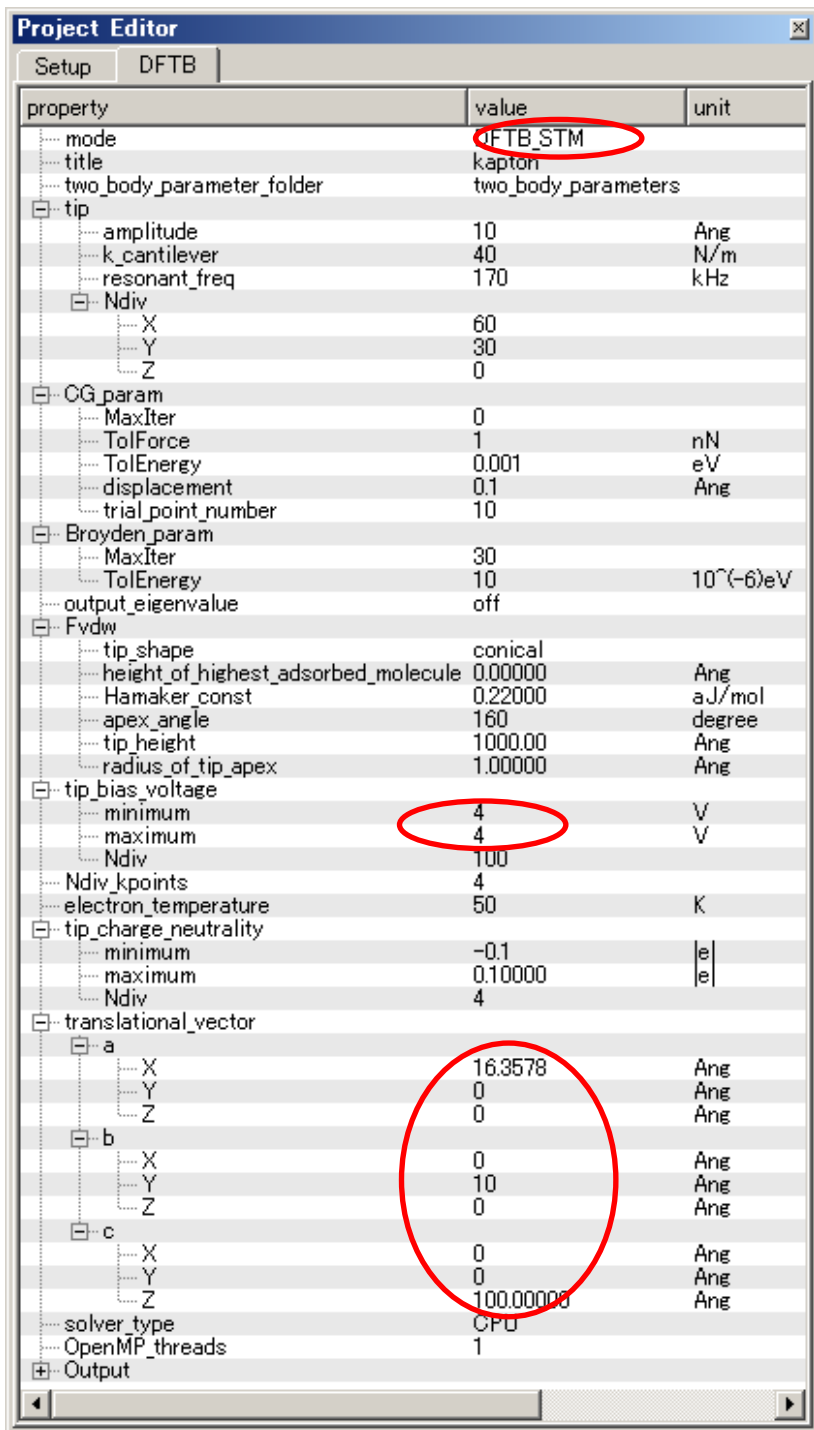 Project Editor
Setup DFTB
property value unit
mode DFTB_STM
title kapton
two_body_parameter_folder two_body_parameters
tip
amplitude 10 Ang
k_cantilever 40 N/m
resonant_freq 170 kHz
Ndiv
X 60
Y 30
Z 0
CG_param
MaxIter 0
TolForce 1 nN
TolEnergy 0.001 eV
displacement 0.1 Ang
trial_point_number 10
Broyden_param
MaxIter 30
TolEnergy 10 10^(-6)eV
output_eigenvalue off
Fvdw
tip_shape conical
height_of_highest_adsorbed_molecule 0.00000 Ang
Hamaker_const 0.22000 aJ/mol
apex_angle 160 degree
tip_height 1000.00 Ang
radius_of_tip_apex 1.00000 Ang
tip_bias_voltage
minimum 4 V
maximum 4 V
Ndiv 100
Ndiv_kpoints 4
electron_temperature 50 K
tip_charge_neutrality
minimum -0.1 |e|
maximum 0.10000 |e|
Ndiv 4
translational_vector
a
X 16.3578 Ang
Y 0 Ang
Z 0 Ang
b
X 0 Ang
Y 10 Ang
Z 0 Ang
c
X 0 Ang
Y 0 Ang
Z 100.00000 Ang
solver_type CPU
OpenMP_threads 1
Output